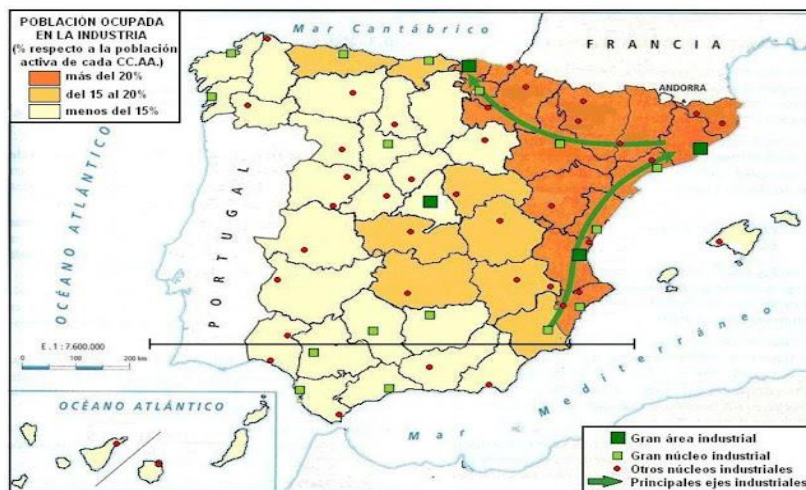 POBLACIÓN OCUPADA
EN LA INDUSTRIA
(% respecto a la población
activa de cada CC.AA.)
más del 20%
del 15 al 20%
menos del 15%
Mar Cantábrico
FRANCIA
ANDORRA
OCÉANO ATLÁNTICO
PORTUGAL
E. 1 : 7.600.000
0 100 200 km
Mar Mediterráneo
OCÉANO ATLÁNTICO
Gran área industrial
Gran núcleo industrial
Otros núcleos industriales
Principales ejes industriales